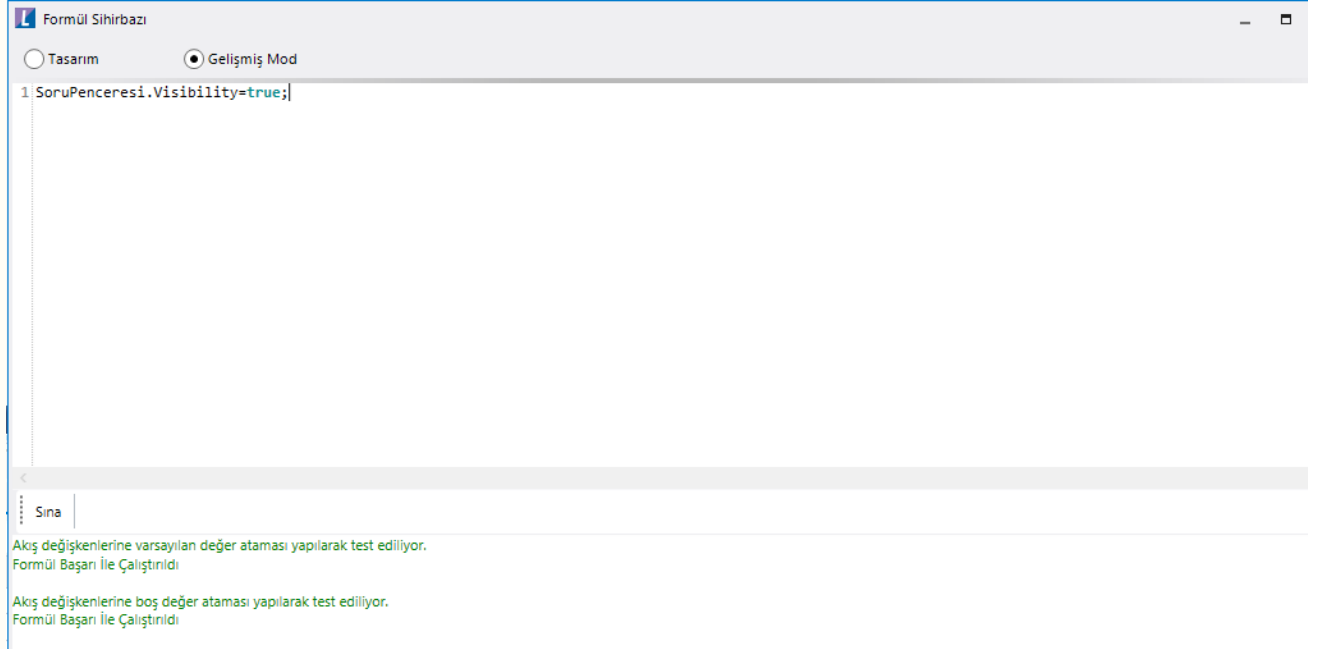 Formül Sihirbazı
Tasarım Gelişmiş Mod
1 SoruPenceresi.Visibility=true;
Sına
Akış değişkenlerine varsayılan değer ataması yapılarak test ediliyor.
Formül Başarı İle Çalıştırıldı
Akış değişkenlerine boş değer ataması yapılarak test ediliyor.
Formül Başarı İle Çalıştırıldı